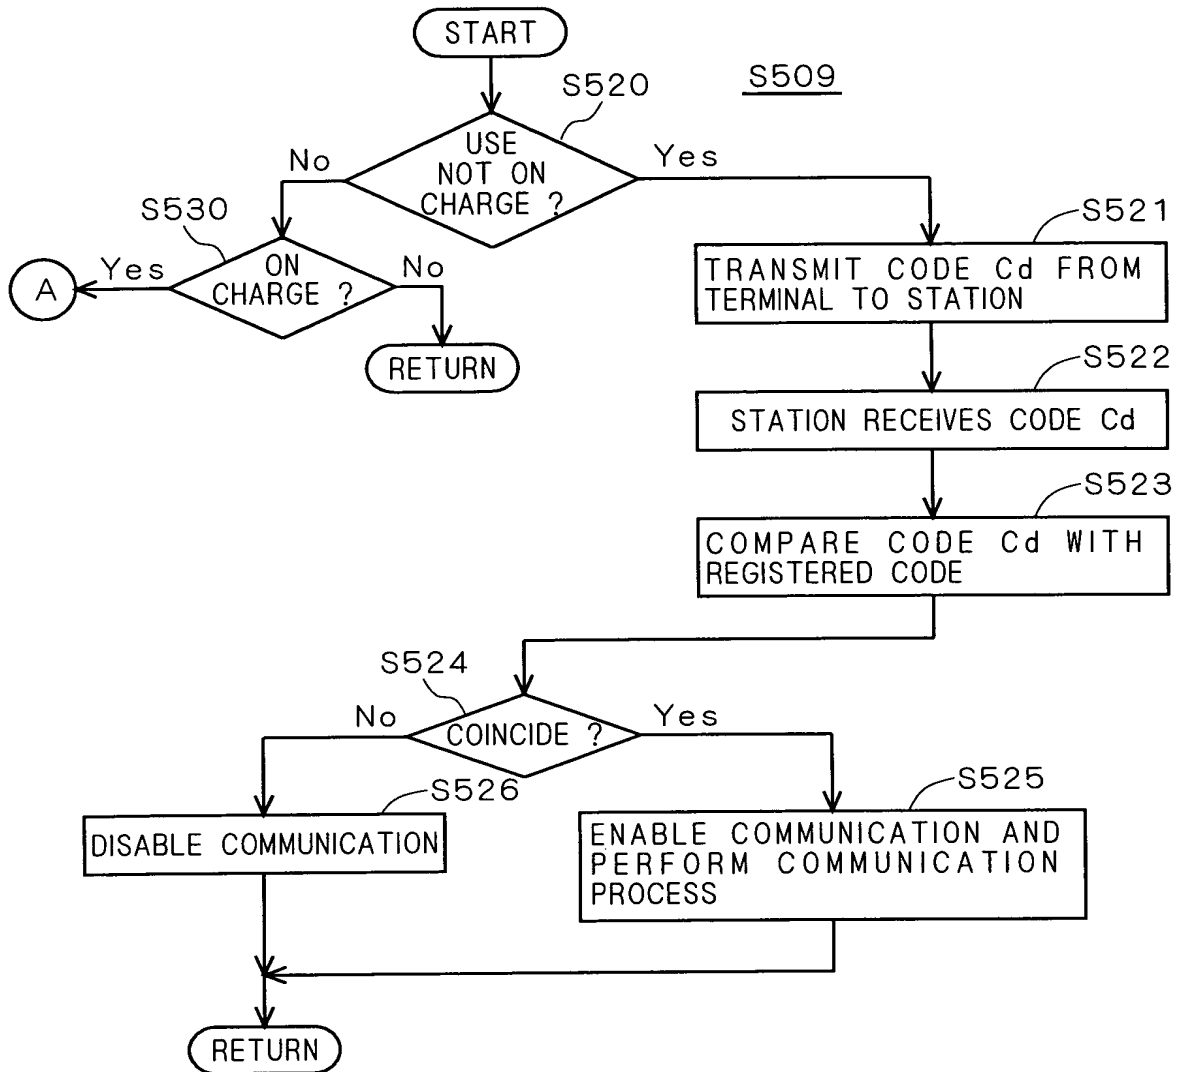 START
S509
S520
USE
NOT ON
CHARGE ?
No
Yes
S530
ON
CHARGE ?
Yes
No
A
RETURN
S521
TRANSMIT CODE Cd FROM
TERMINAL TO STATION
S522
STATION RECEIVES CODE Cd
S523
COMPARE CODE Cd WITH
REGISTERED CODE
S524
COINCIDE ?
No
Yes
S526
DISABLE COMMUNICATION
S525
ENABLE COMMUNICATION AND
PERFORM COMMUNICATION
PROCESS
RETURN